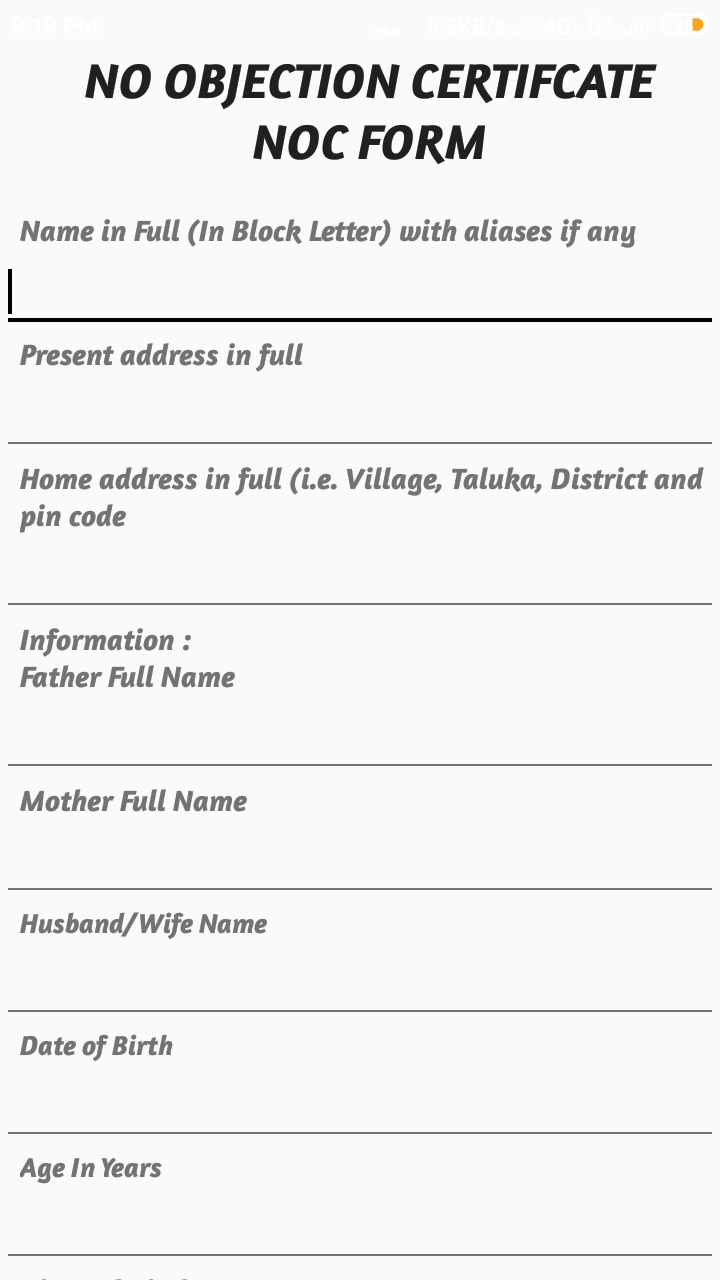 9:19 PM ... 5.5KB/s 4G
NO OBJECTION CERTIFCATE
NOC FORM
Name in Full (In Block Letter) with aliases if any
Present address in full
Home address in full (i.e. Village, Taluka, District and
pin code
Information :
Father Full Name
Mother Full Name
Husband/Wife Name
Date of Birth
Age In Years